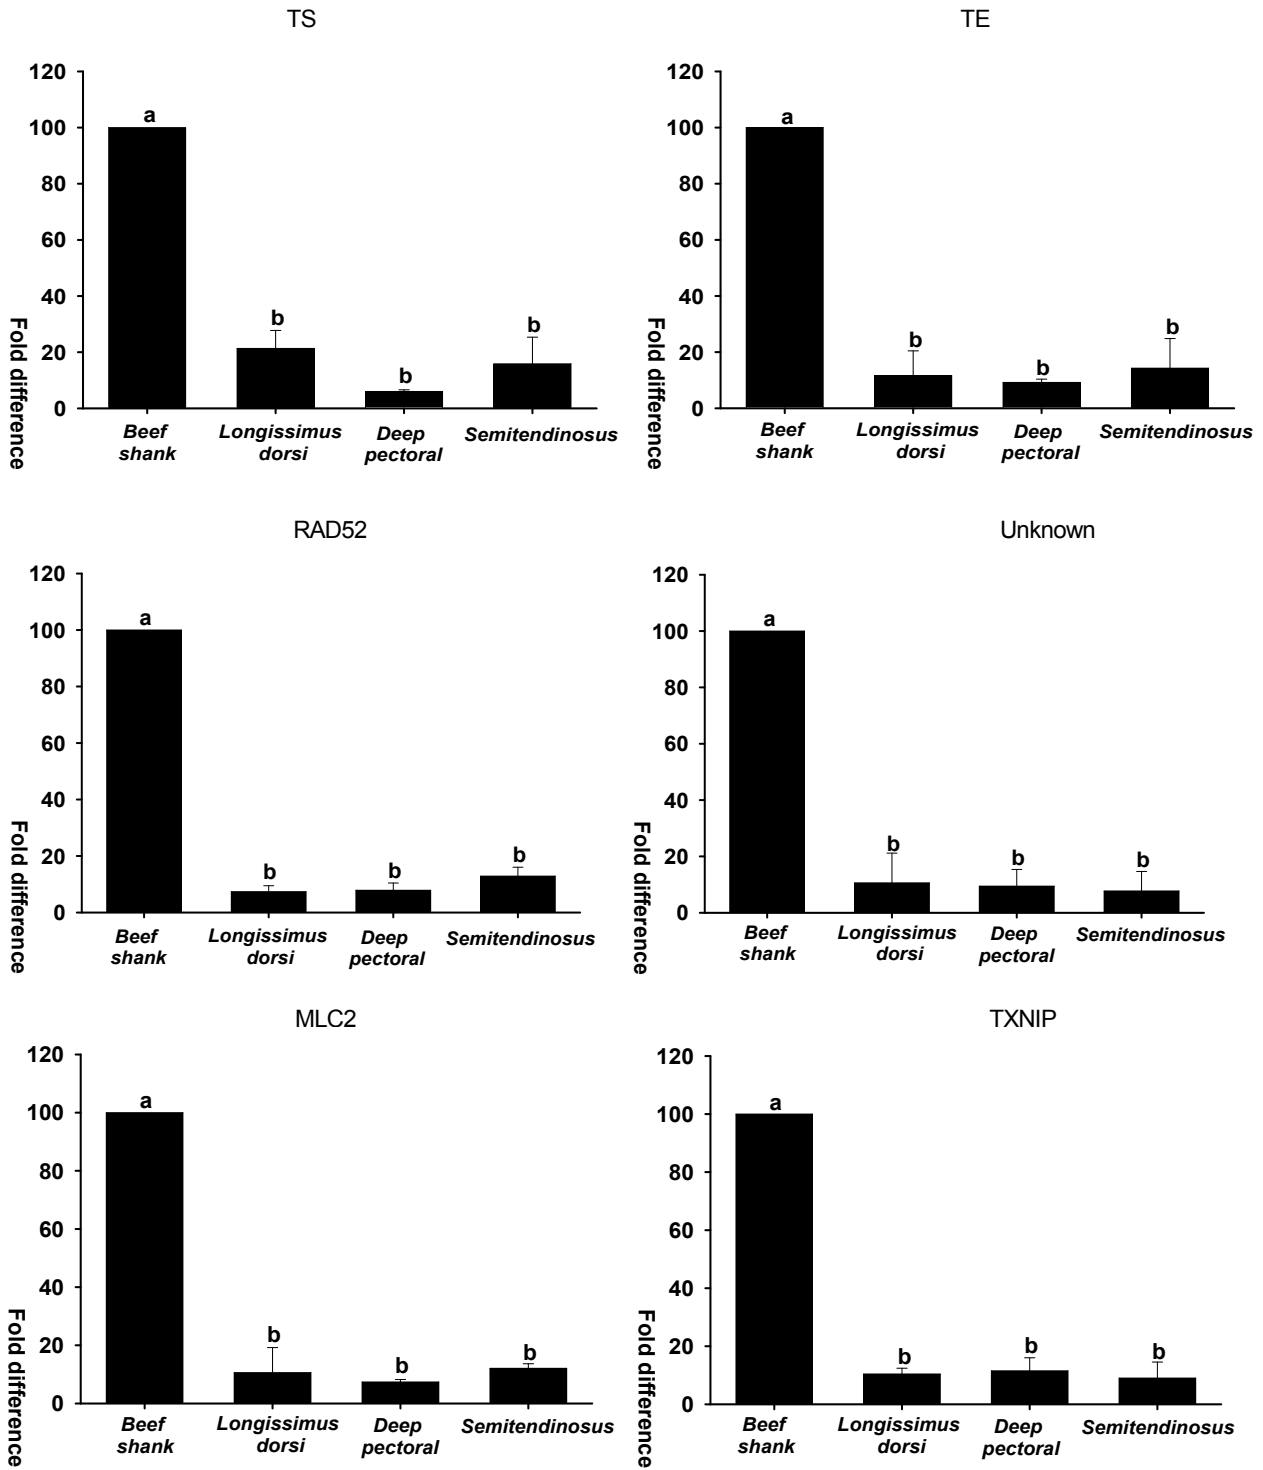 TS
120
100
80
60
40
20
0
Fold difference
a
b
b
b
Beef
shank
Longissimus
dorsi
Deep
pectoral
Semitendinosus
TE
120
100
80
60
40
20
0
Fold difference
a
b
b
b
Beef
shank
Longissimus
dorsi
Deep
pectoral
Semitendinosus
RAD52
120
100
80
60
40
20
0
Fold difference
a
b
b
b
Beef
shank
Longissimus
dorsi
Deep
pectoral
Semitendinosus
Unknown
120
100
80
60
40
20
0
Fold difference
a
b
b
b
Beef
shank
Longissimus
dorsi
Deep
pectoral
Semitendinosus
MLC2
120
100
80
60
40
20
0
Fold difference
a
b
b
b
Beef
shank
Longissimus
dorsi
Deep
pectoral
Semitendinosus
TXNIP
120
100
80
60
40
20
0
Fold difference
a
b
b
b
Beef
shank
Longissimus
dorsi
Deep
pectoral
Semitendinosus